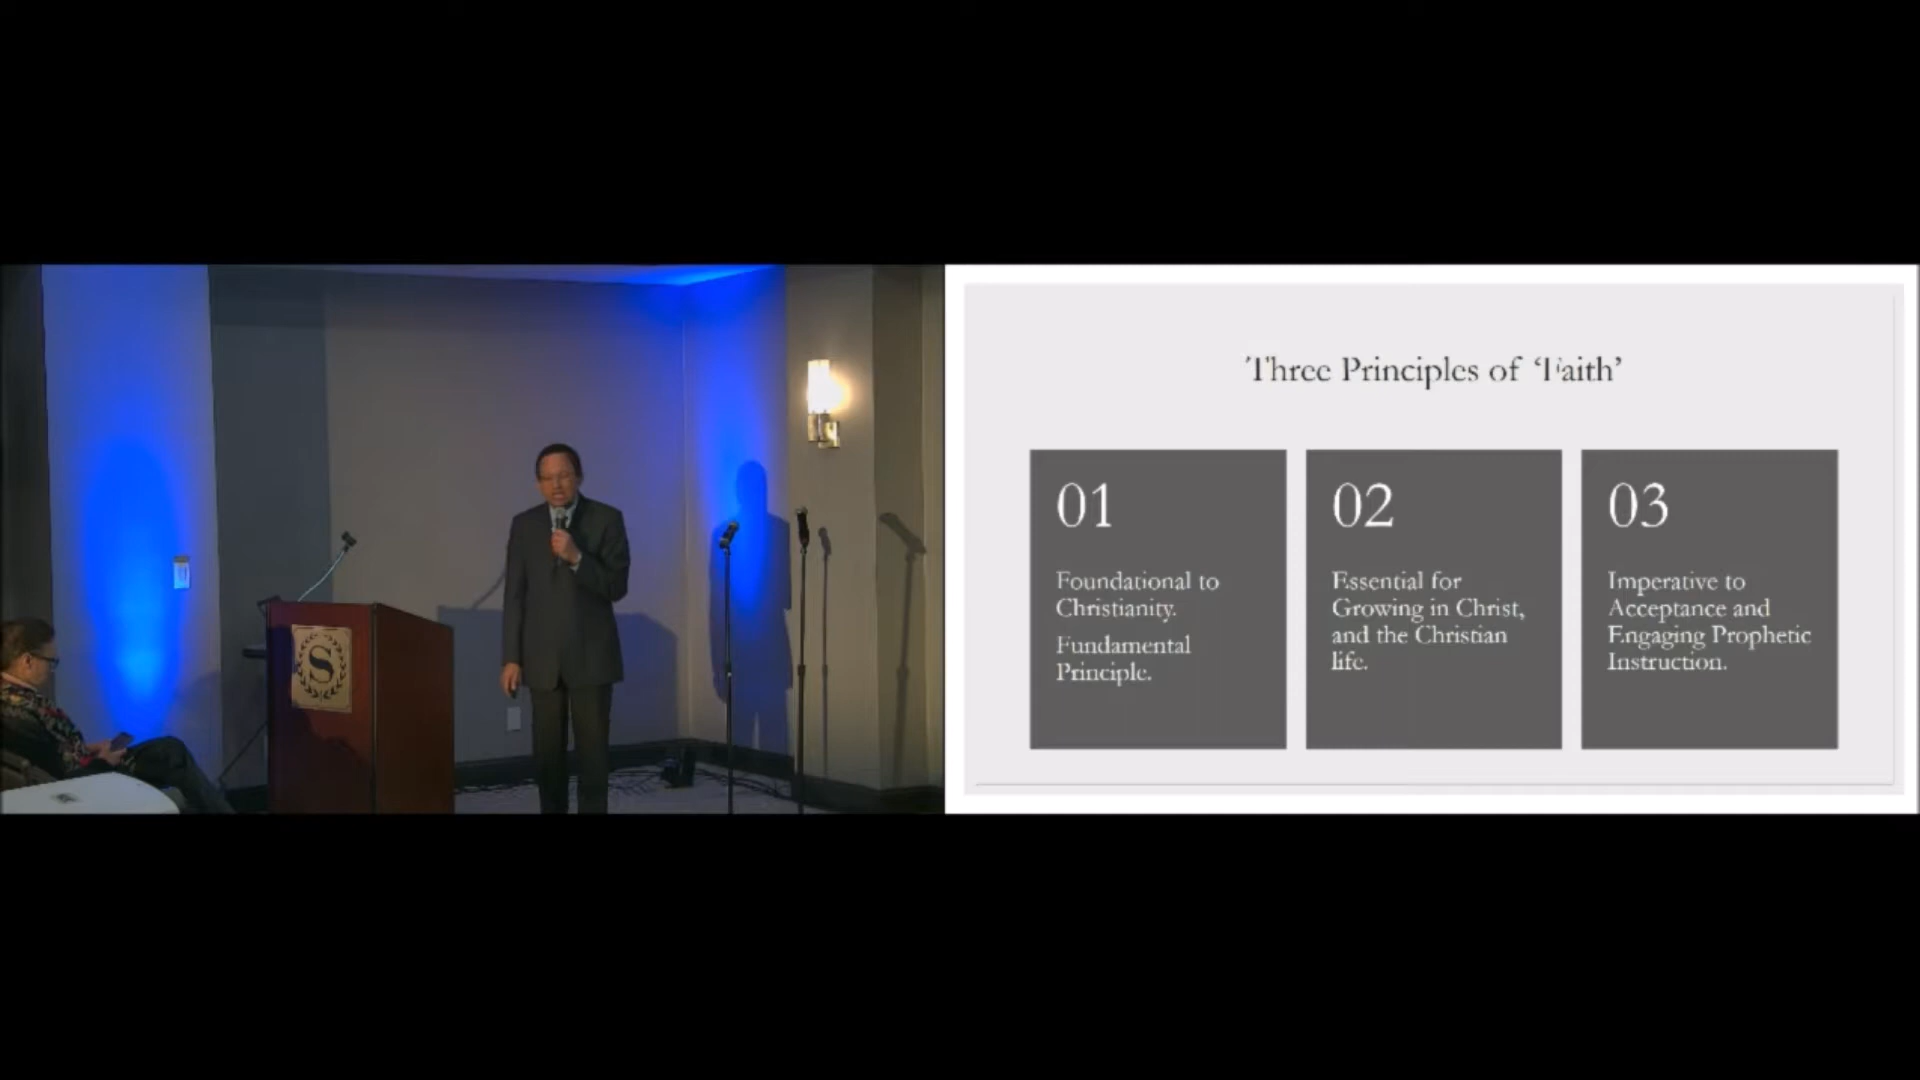 S
Three Principles of ‘Faith’
01
Foundational to
Christianity.
Fundamental
Principle.
02
Essential for
Growing in Christ,
and the Christian
life.
03
Imperative to
Acceptance and
Engaging Prophetic
Instruction.